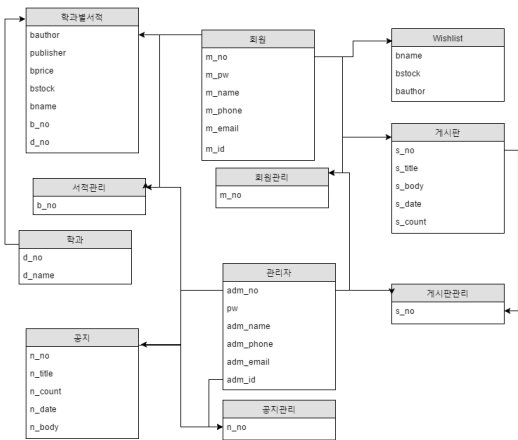 학과별서적
bauthor
publisher
bprice
bstock
bname
b_no
d_no
회원
m_no
m_pw
m_name
m_phone
m_email
m_id
Wishlist
bname
bstock
bauthor
게시판
s_no
s_title
s_body
s_date
s_count
서적관리
b_no
회원관리
m_no
학과
d_no
d_name
관리자
adm_no
pw
adm_name
adm_phone
adm_email
adm_id
게시판관리
s_no
공지
n_no
n_title
n_count
n_date
n_body
공지관리
n_no